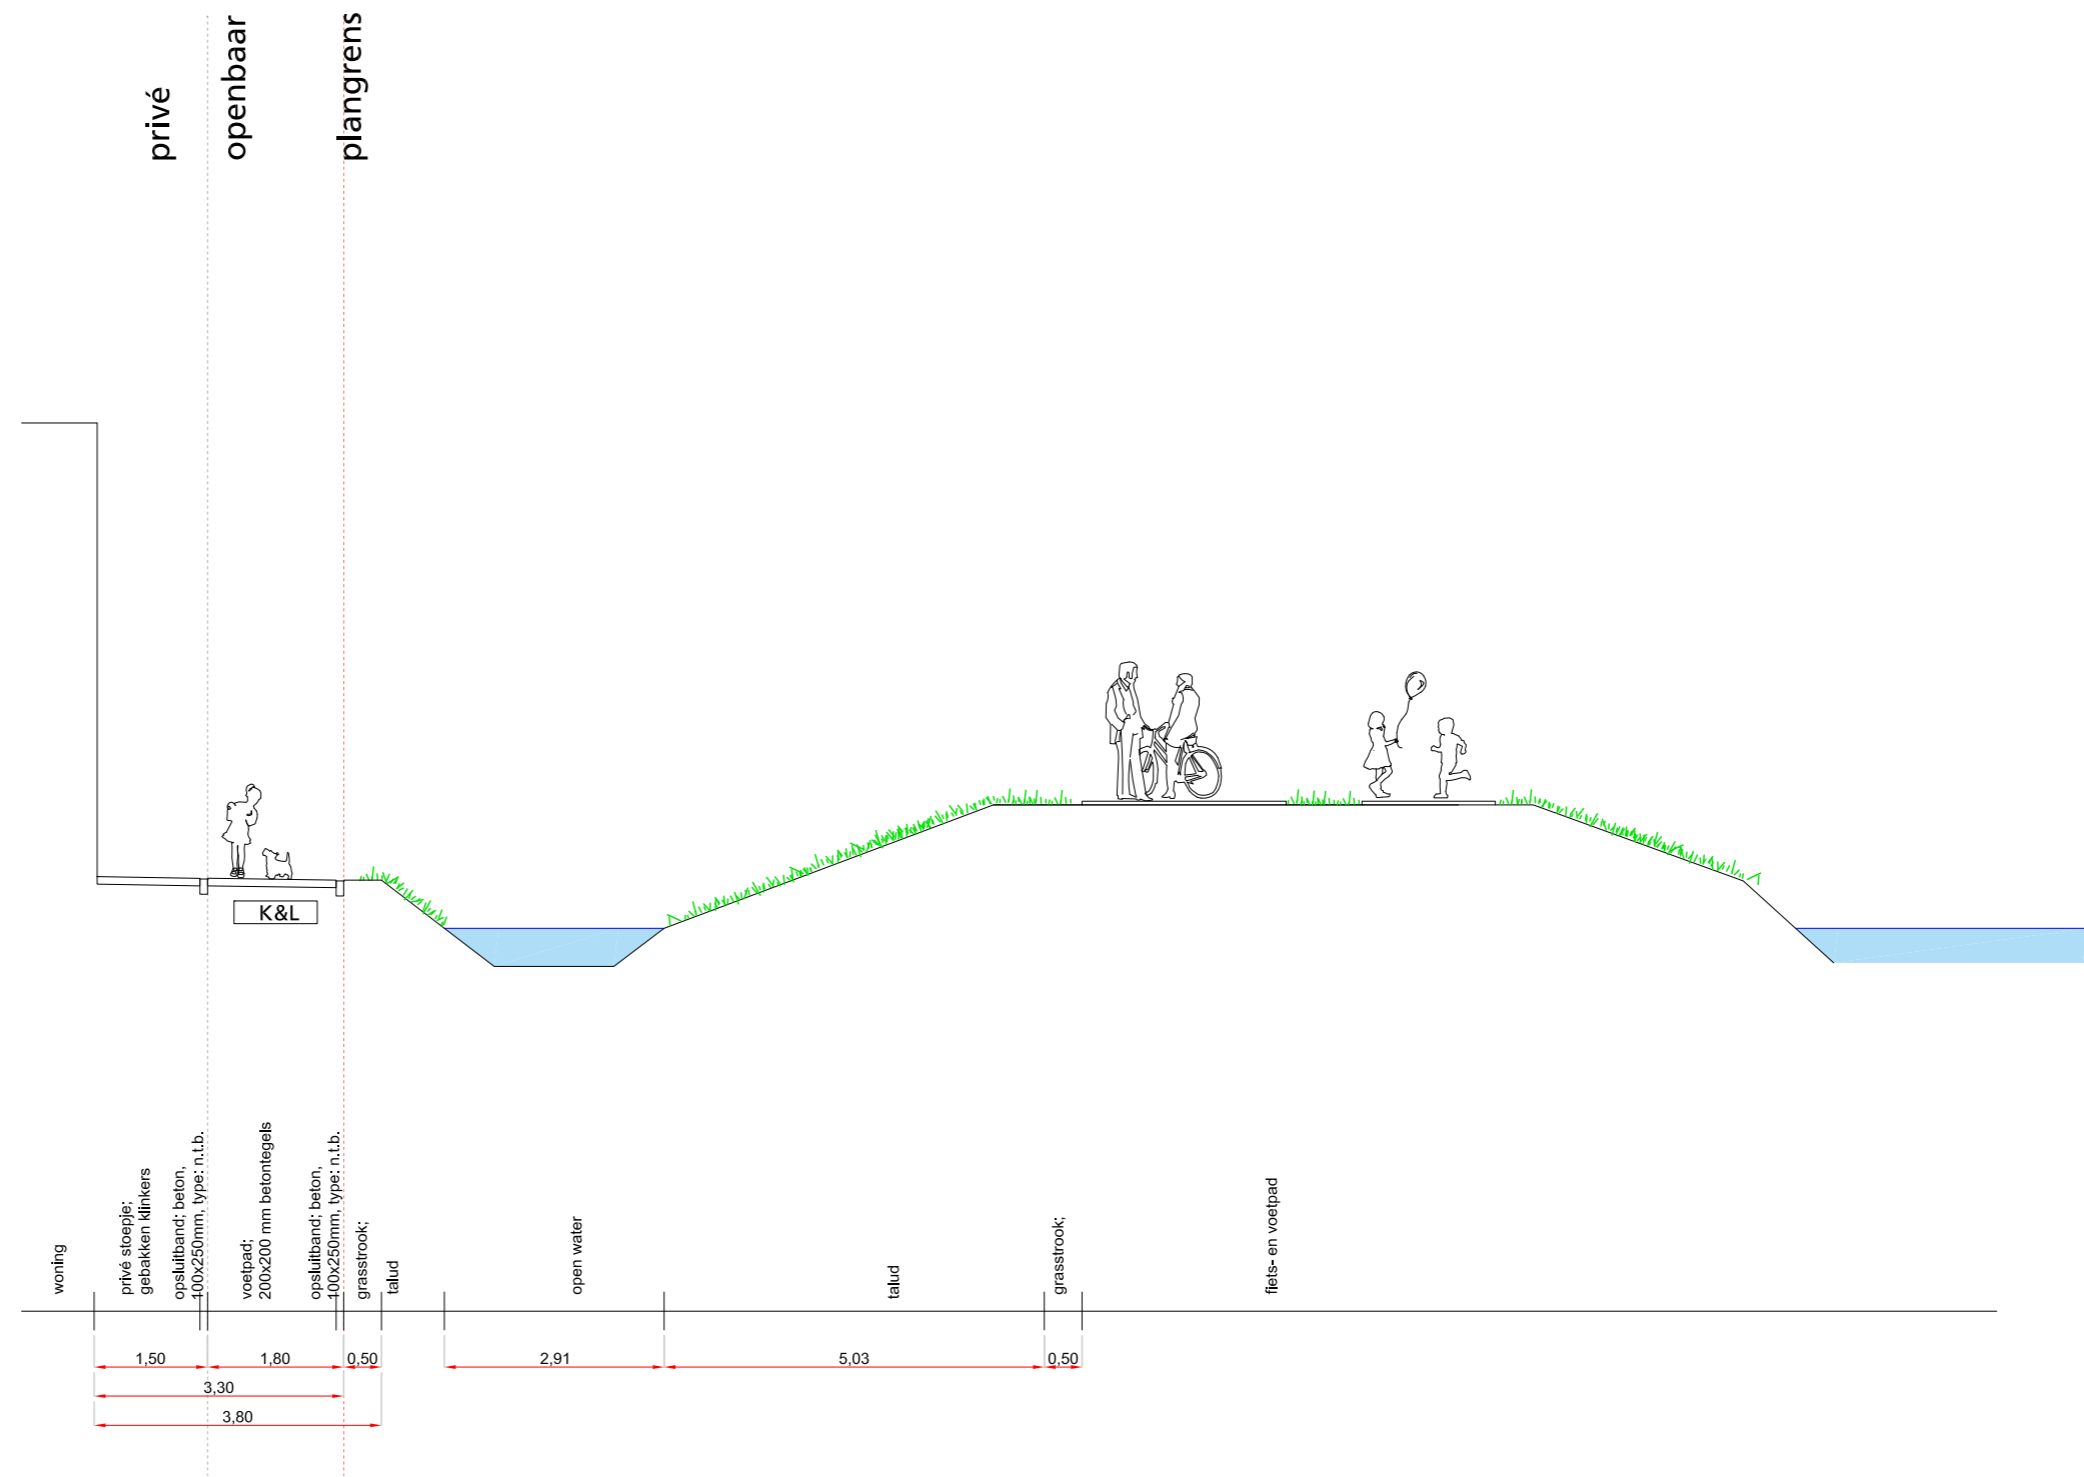 privé
openbaar
plangrens
K&L
woning
privé stoepje;
gebakken klinkers
opsluitband; beton,
100x250mm, type: n.t.b.
voetpad;
200x200 mm betontegels
opsluitband; beton,
100x250mm, type: n.t.b.
grasstrook;
talud
open water
talud
grasstrook;
fiets- en voetpad
1,50
1,80
0,50
2,91
5,03
0,50
3,30
3,80